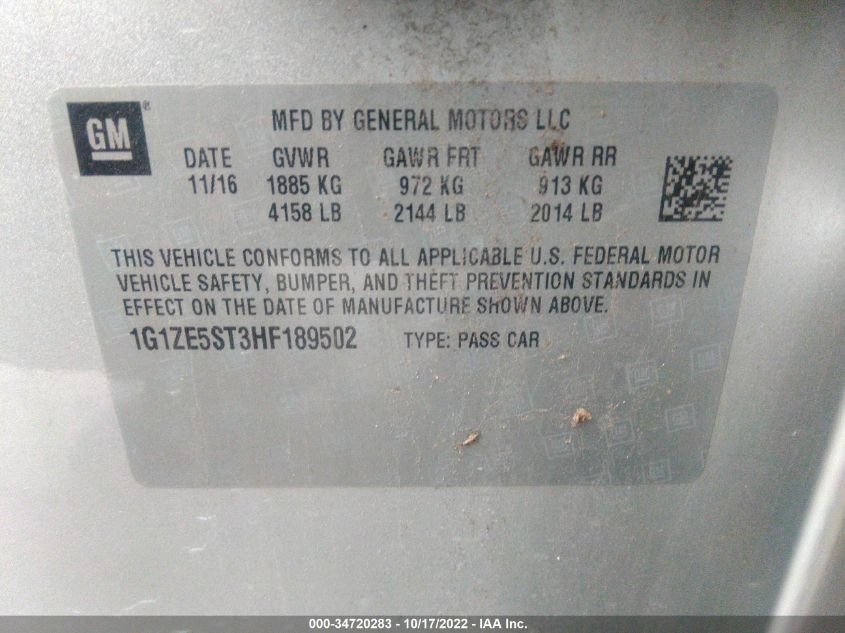 GM ®
MFD BY GENERAL MOTORS LLC
DATE GVWR GAWR FRT GAWR RR
11/16 1885 KG 972 KG 913 KG
4158 LB 2144 LB 2014 LB
THIS VEHICLE CONFORMS TO ALL APPLICABLE U.S. FEDERAL MOTOR
VEHICLE SAFETY, BUMPER, AND THEFT PREVENTION STANDARDS IN
EFFECT ON THE DATE OF MANUFACTURE SHOWN ABOVE.
1G1ZE5ST3HF189502 TYPE: PASS CAR
000-34720283 - 10/17/2022 - IAA Inc.